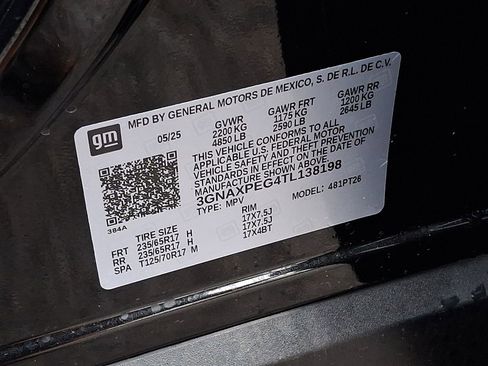 MFD BY GENERAL MOTORS DE MEXICO, S. DE R.L. DE C.V.
gm
05/25
GVWR GAWR FRT GAWR RR
2200 KG 1175 KG 1200 KG
4850 LB 2590 LB 2645 LB
THIS VEHICLE CONFORMS TO ALL
APPLICABLE U.S. FEDERAL MOTOR
VEHICLE SAFETY AND THEFT PREVENTION
STANDARDS IN EFFECT ON THE DATE OF
MANUFACTURE SHOWN ABOVE.
3GNAXPEG4TL138198
TYPE: MPV MODEL: 481PT26
384A
TIRE SIZE RIM
FRT 235/65R17 H 17X7.5J
RR 235/65R17 H 17X7.5J
SPA T125/70R17 M 17X4BT